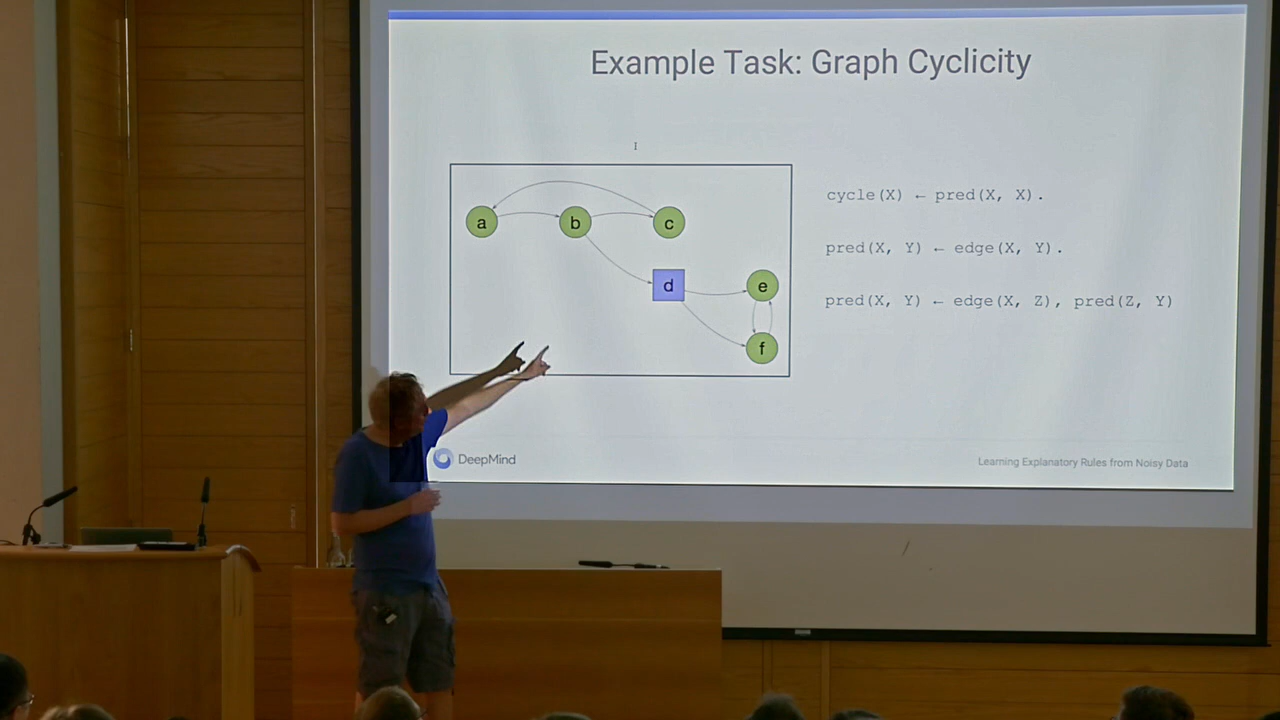 Example Task: Graph Cyclicity
a
b
c
d
e
f
cycle(X) ← pred(X, X).
pred(X, Y) ← edge(X, Y).
pred(X, Y) ← edge(X, Z), pred(Z, Y)
DeepMind
Learning Explanatory Rules from Noisy Data